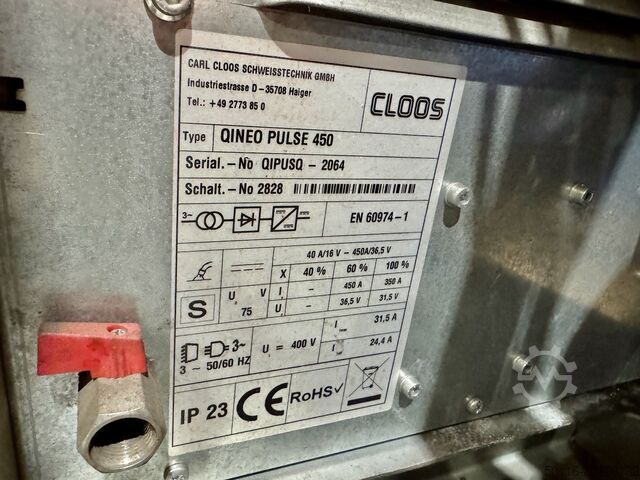 CARL CLOOS SCHWEISSTECHNIK GMBH
Industriestrasse D – 35708 Haiger
Tel.: +49 2773 85 0
CLOOS
Type QINEO PULSE 450
Serial.–No QIPUSQ – 2064
Schalt.–No 2828
3~ EN 60974–1
40 A/16 V – 450A/36,5 V
X 40 % 60 % 100 %
I – 450 A 350 A
U – 36,5 V 31,5 V
S U V 75
3~ U = 400 V I 31,5 A
3 ~ 50/60 HZ I 24,4 A
IP 23 CE RoHS